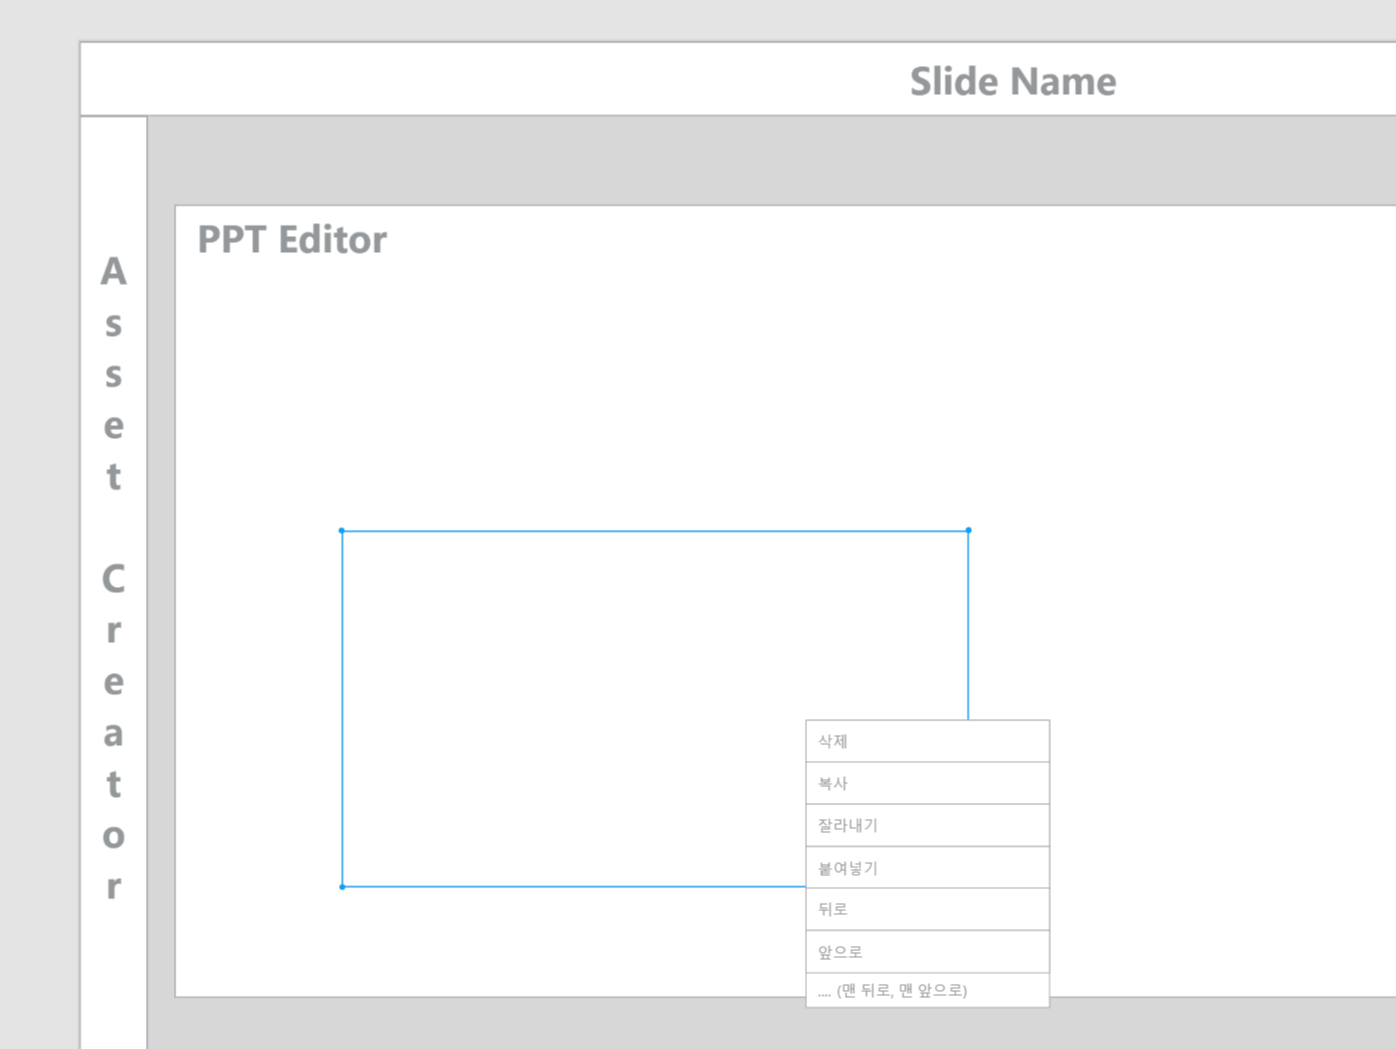 Slide Name
PPT Editor
Asset Creator
삭제
복사
잘라내기
붙여넣기
뒤로
앞으로
.... (맨 뒤로, 맨 앞으로)